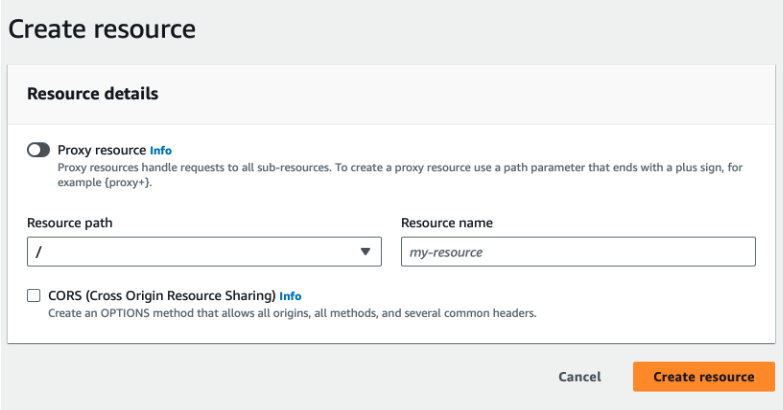 Create resource
Resource details
Proxy resource Info
Proxy resources handle requests to all sub-resources. To create a proxy resource use a path parameter that ends with a plus sign, for
example {proxy+}.
Resource path
Resource name
/
my-resource
CORS (Cross Origin Resource Sharing) Info
Create an OPTIONS method that allows all origins, all methods, and several common headers.
Cancel
Create resource